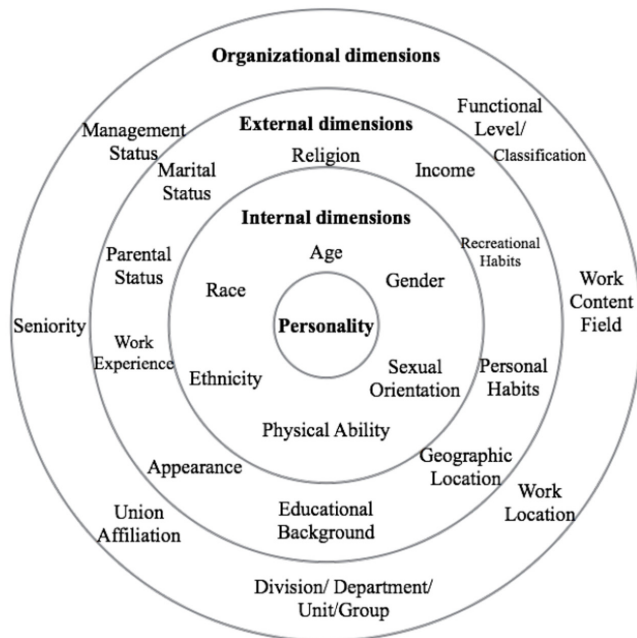 Organizational dimensions
Functional
Level/
Classification
Management
Status
External dimensions
Religion
Income
Marital
Status
Internal dimensions
Age
Recreational
Habits
Parental
Status
Race
Gender
Work
Content
Field
Seniority
Personality
Work
Experience
Ethnicity
Sexual
Orientation
Personal
Habits
Physical Ability
Appearance
Geographic
Location
Work
Location
Union
Affiliation
Educational
Background
Division/ Department/
Unit/Group